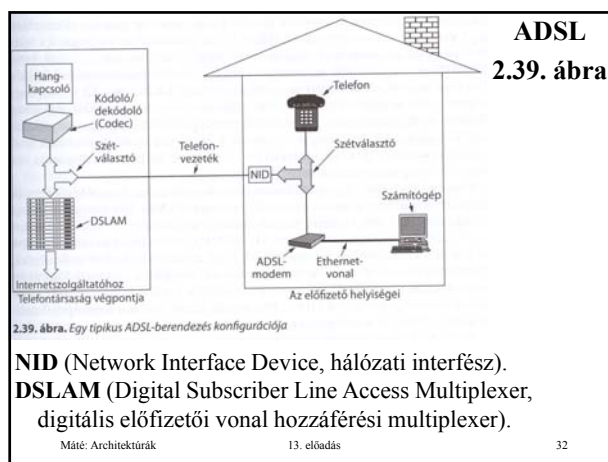 ADSL
2.39. ábra
Hang-
kapcsoló
Kódoló/
dekódoló
(Codec)
Szét-
választó
Telefon-
vezeték
DSLAM
Internetszolgáltatóhoz
Telefontársaság végpontja
Telefon
Szétválasztó
NID
Számítógép
ADSL-
modem
Ethernet-
vonal
Az előfizető helyiségei
2.39. ábra. Egy tipikus ADSL-berendezés konfigurációja
NID (Network Interface Device, hálózati interfész).
DSLAM (Digital Subscriber Line Access Multiplexer,
digitális előfizetői vonal hozzáférési multiplexer).
Máté: Architektúrák 13. előadás 32